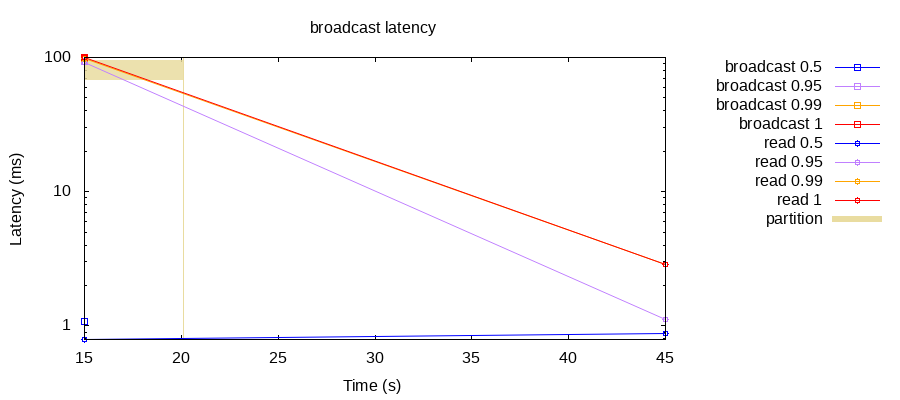 broadcast latency
100
10
1
Latency (ms)
15 20 25 30 35 40 45
Time (s)
broadcast 0.5
broadcast 0.95
broadcast 0.99
broadcast 1
read 0.5
read 0.95
read 0.99
read 1
partition